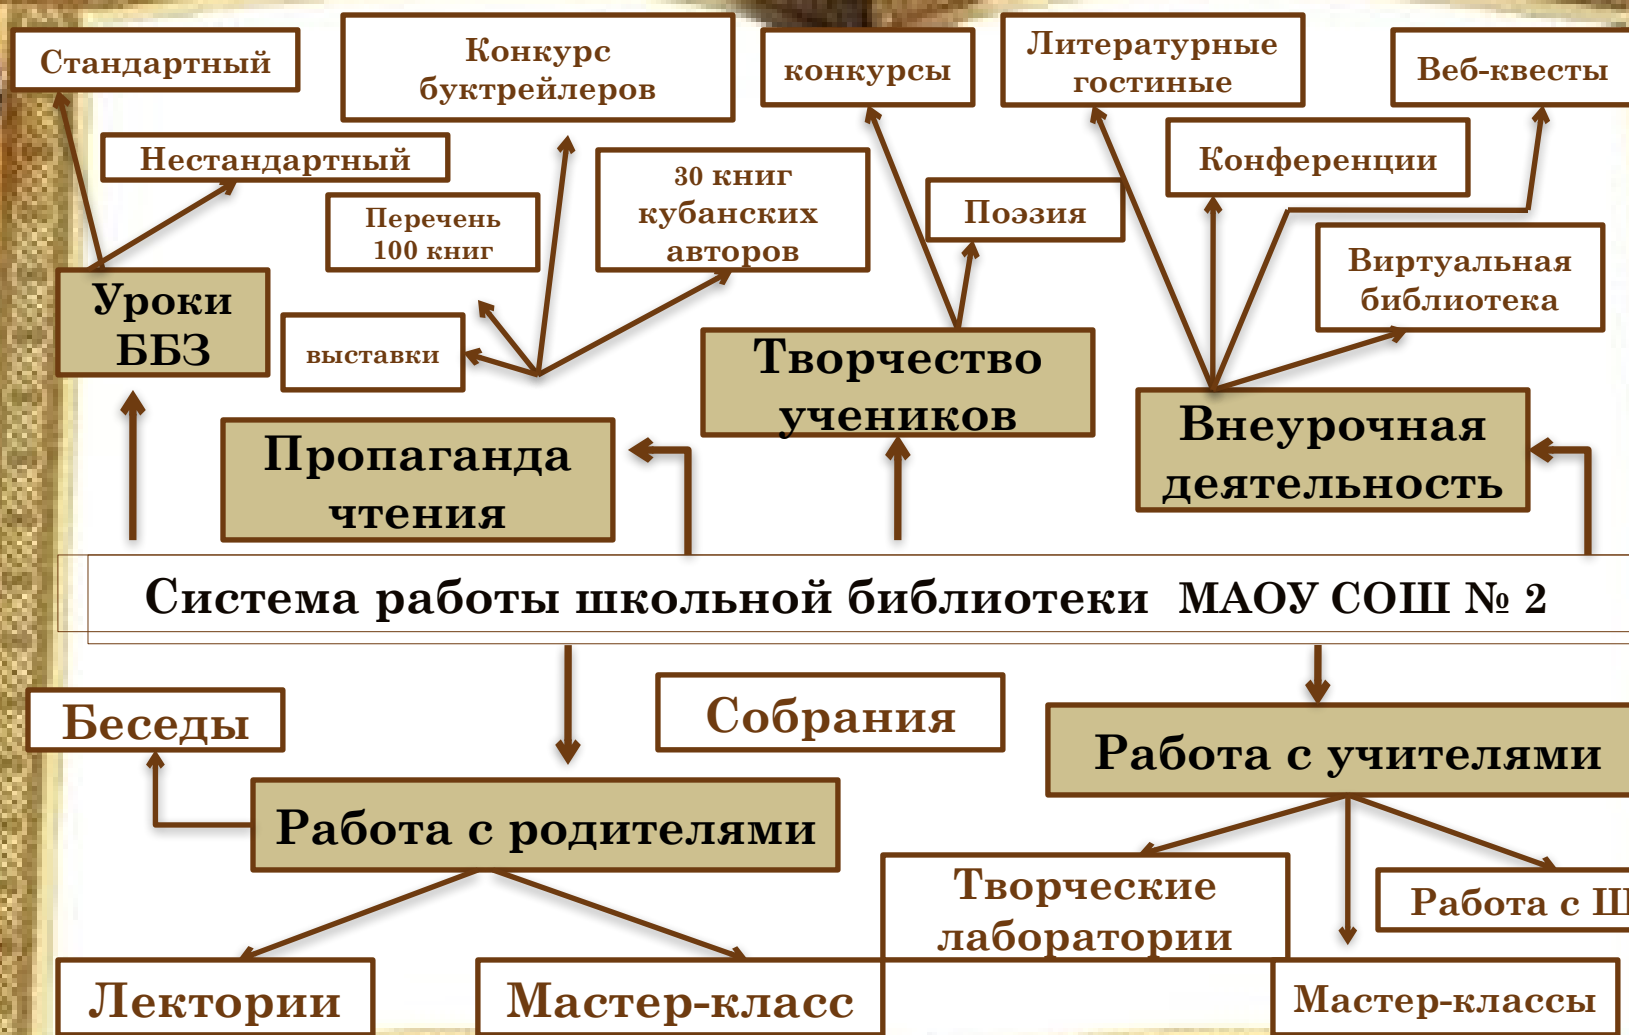 Стандартный
Конкурс
буктрейлеров
конкурсы
Литературные
гостиные
Веб-квесты
Нестандартный
Конференции
Перечень
100 книг
30 книг
кубанских
авторов
Поэзия
Виртуальная
библиотека
Уроки
ББЗ
выставки
Творчество
учеников
Внеурочная
деятельность
Пропаганда
чтения
Система работы школьной библиотеки МАОУ СОШ № 2
Беседы
Собрания
Работа с учителями
Работа с родителями
Творческие
лаборатории
Работа с
Лектории
Мастер-класс
Мастер-классы